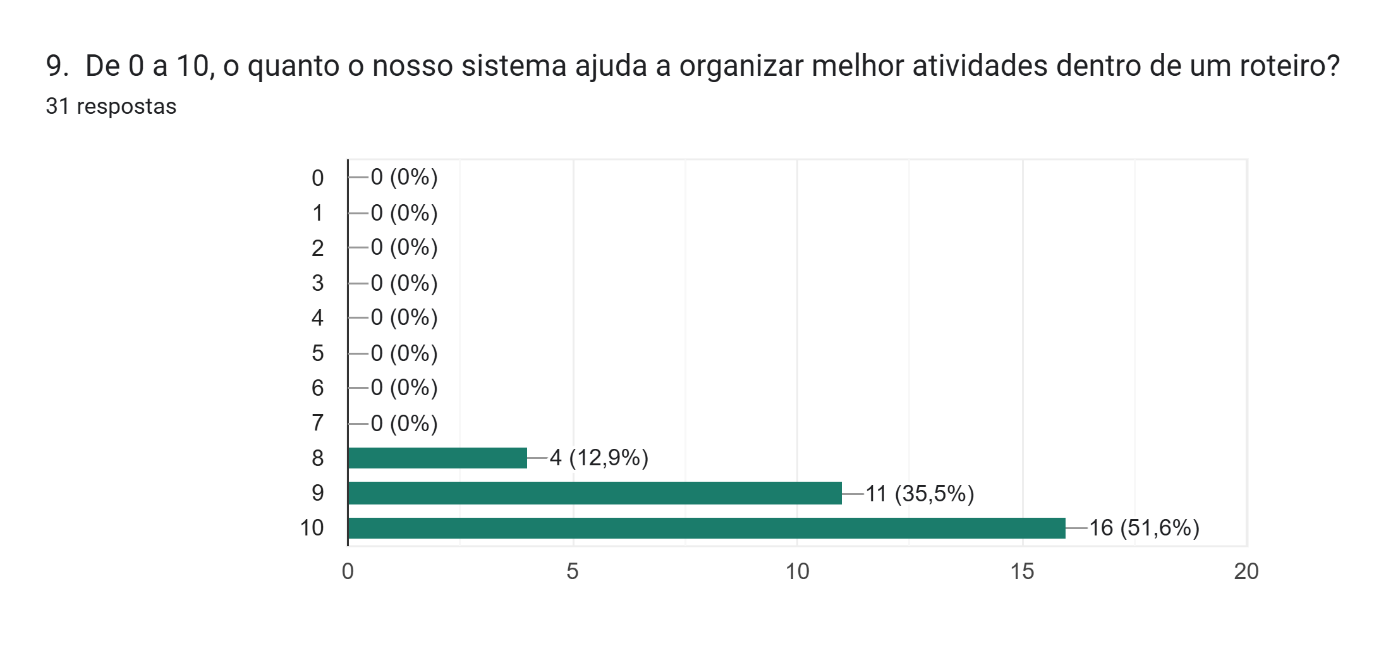 9.  De 0 a 10, o quanto o nosso sistema ajuda a organizar melhor atividades dentro de um roteiro?
31 respostas
0 0 (0%)
1 0 (0%)
2 0 (0%)
3 0 (0%)
4 0 (0%)
5 0 (0%)
6 0 (0%)
7 0 (0%)
8 4 (12,9%)
9 11 (35,5%)
10 16 (51,6%)
0 5 10 15 20